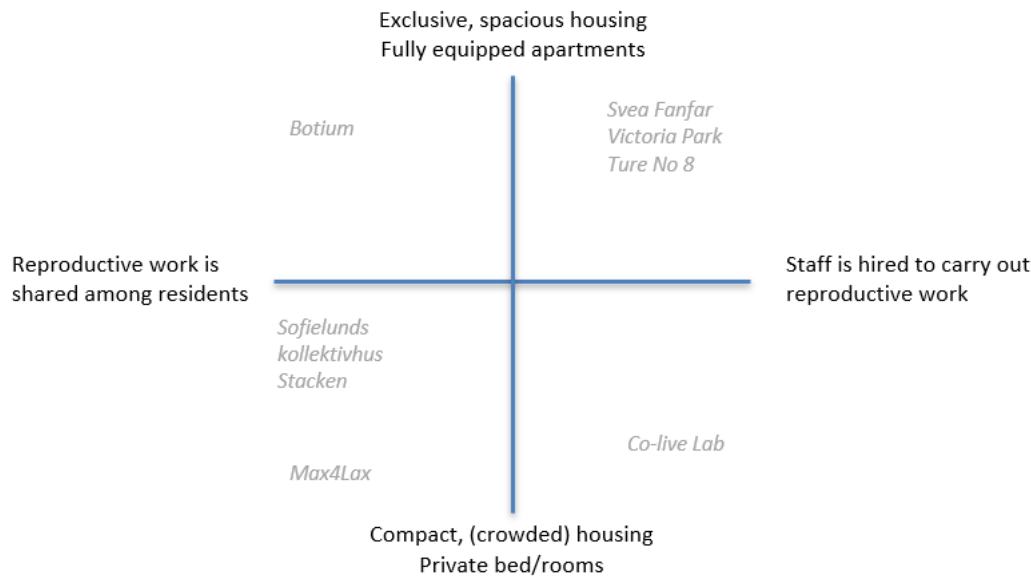 Exclusive, spacious housing
Fully equipped apartments
Botium
Svea Fanfar
Victoria Park
Ture No 8
Reproductive work is
shared among residents
Staff is hired to carry out
reproductive work
Sofielunds
kollektivhus
Stacken
Co-live Lab
Max4Lax
Compact, (crowded) housing
Private bed/rooms